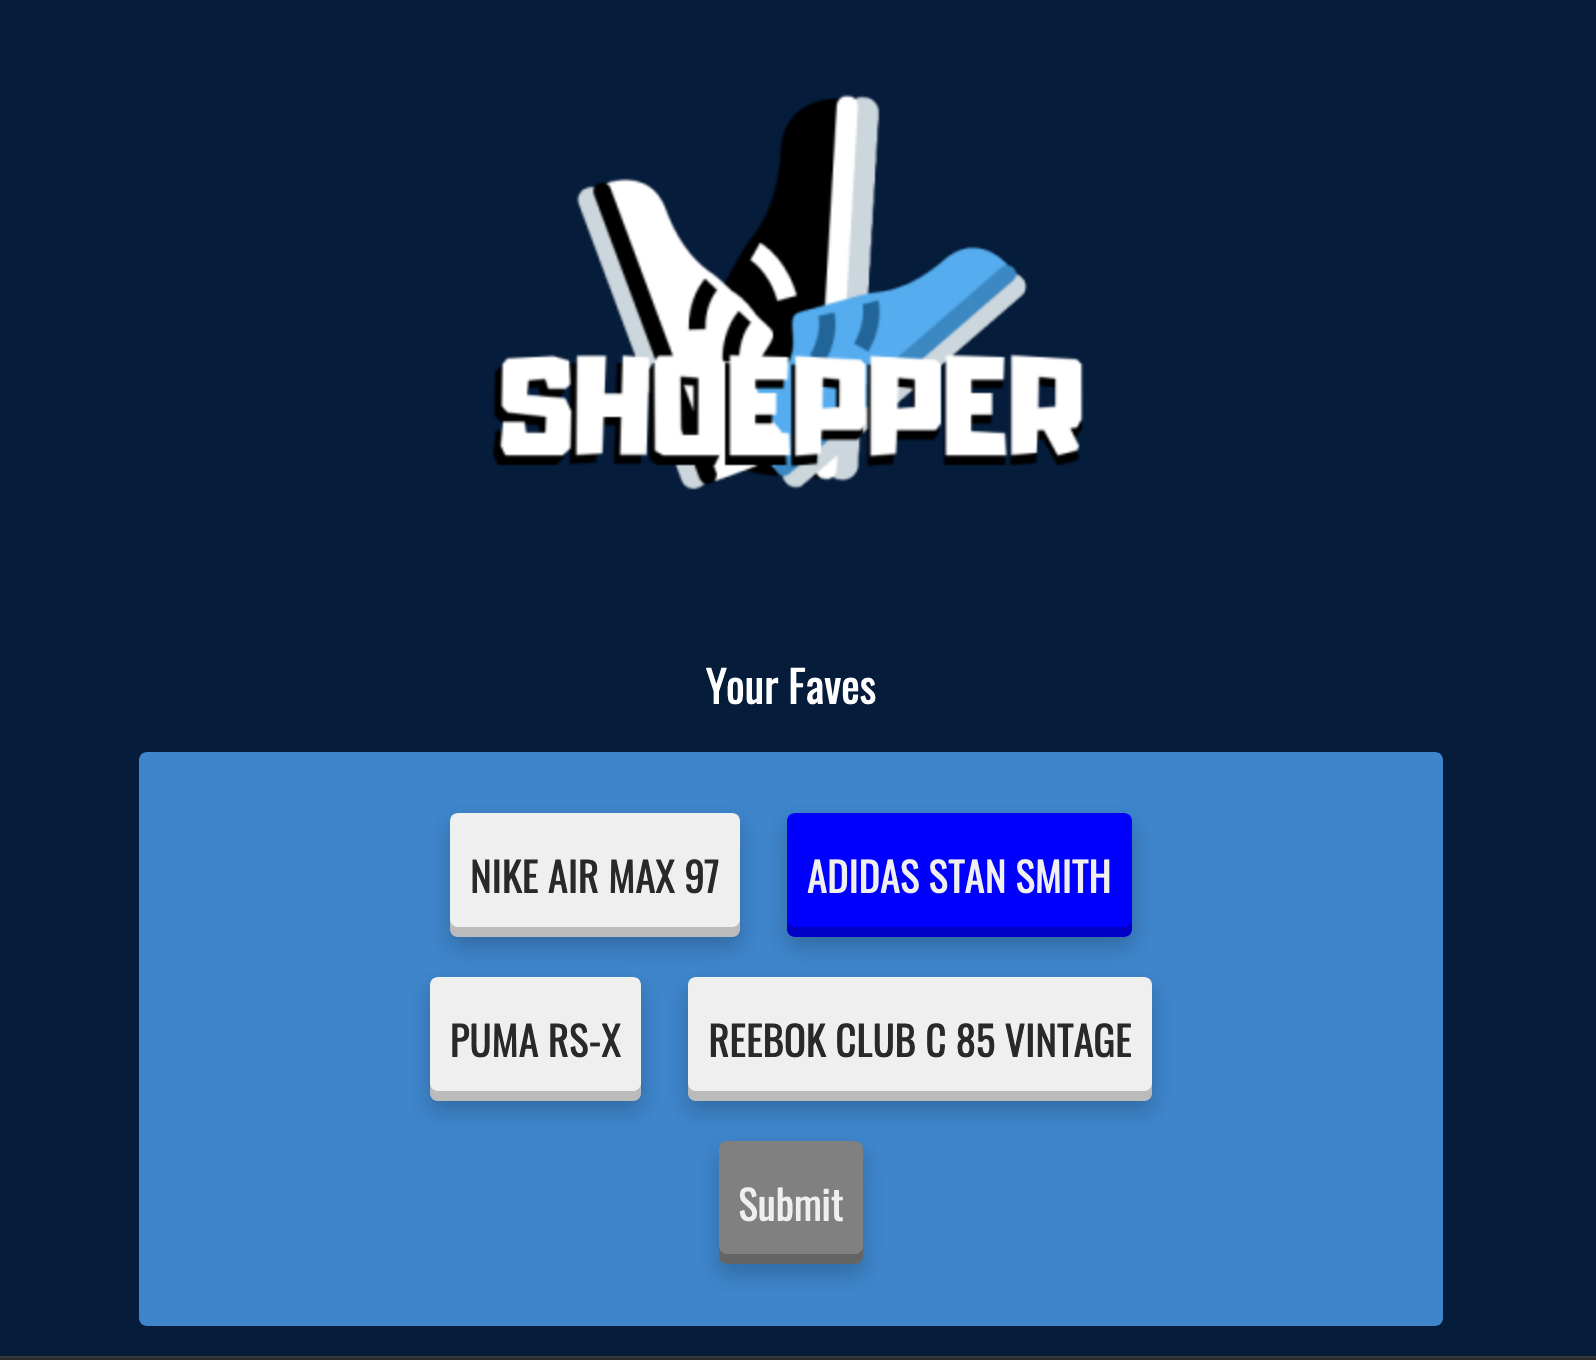 SHOEPPER
Your Faves
NIKE AIR MAX 97
ADIDAS STAN SMITH
PUMA RS-X
REEBOK CLUB C 85 VINTAGE
Submit